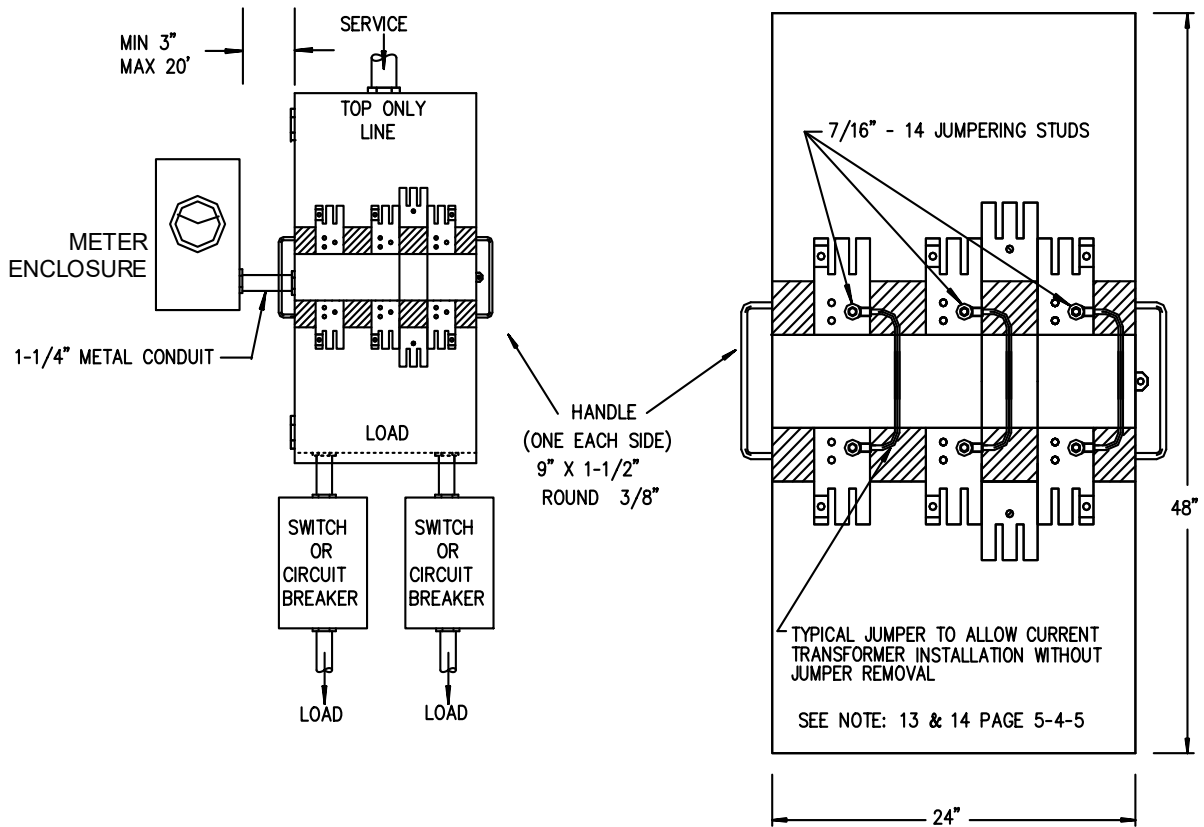 MIN 3"
MAX 20'
SERVICE
TOP ONLY
LINE
METER
ENCLOSURE
1-1/4" METAL CONDUIT
LOAD
SWITCH
OR
CIRCUIT
BREAKER
SWITCH
OR
CIRCUIT
BREAKER
LOAD
LOAD
HANDLE
(ONE EACH SIDE)
9" X 1-1/2"
ROUND 3/8"
7/16" - 14 JUMPERING STUDS
TYPICAL JUMPER TO ALLOW CURRENT
TRANSFORMER INSTALLATION WITHOUT
JUMPER REMOVAL
SEE NOTE: 13 & 14 PAGE 5-4-5
48"
24"